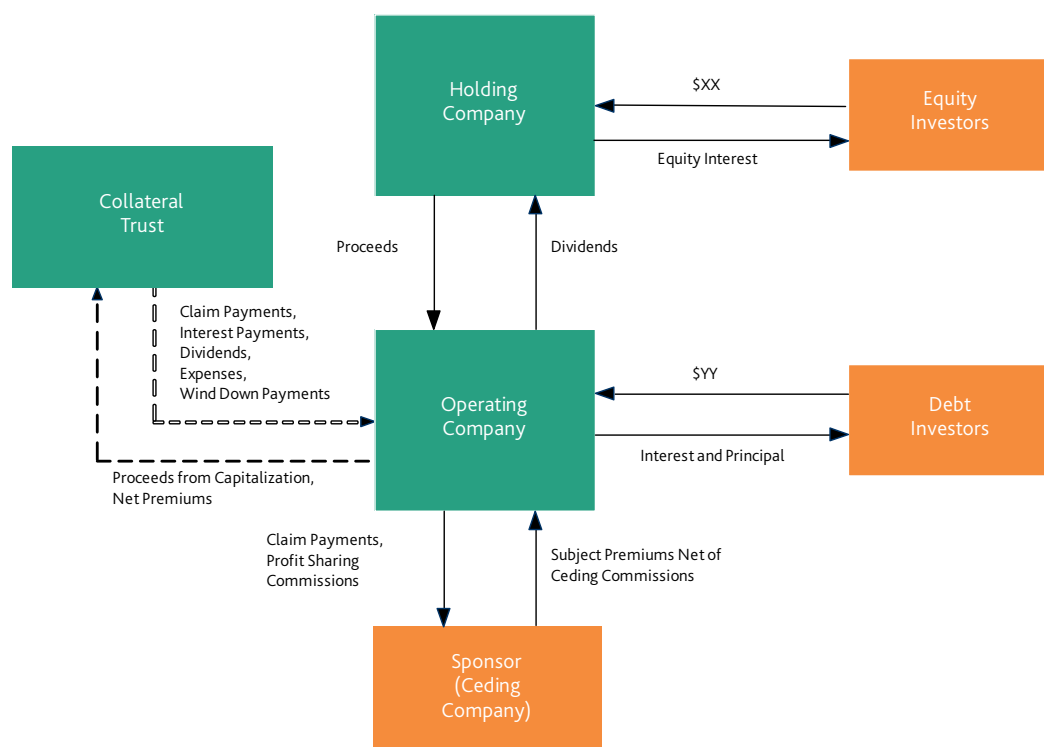 Holding
Company
$XX
Equity
Investors
Equity Interest
Collateral
Trust
Proceeds
Dividends
Claim Payments,
Interest Payments,
Dividends,
Expenses,
Wind Down Payments
Operating
Company
$YY
Debt
Investors
Interest and Principal
Proceeds from Capitalization,
Net Premiums
Claim Payments,
Profit Sharing
Commissions
Subject Premiums Net of
Ceding Commissions
Sponsor
(Ceding
Company)